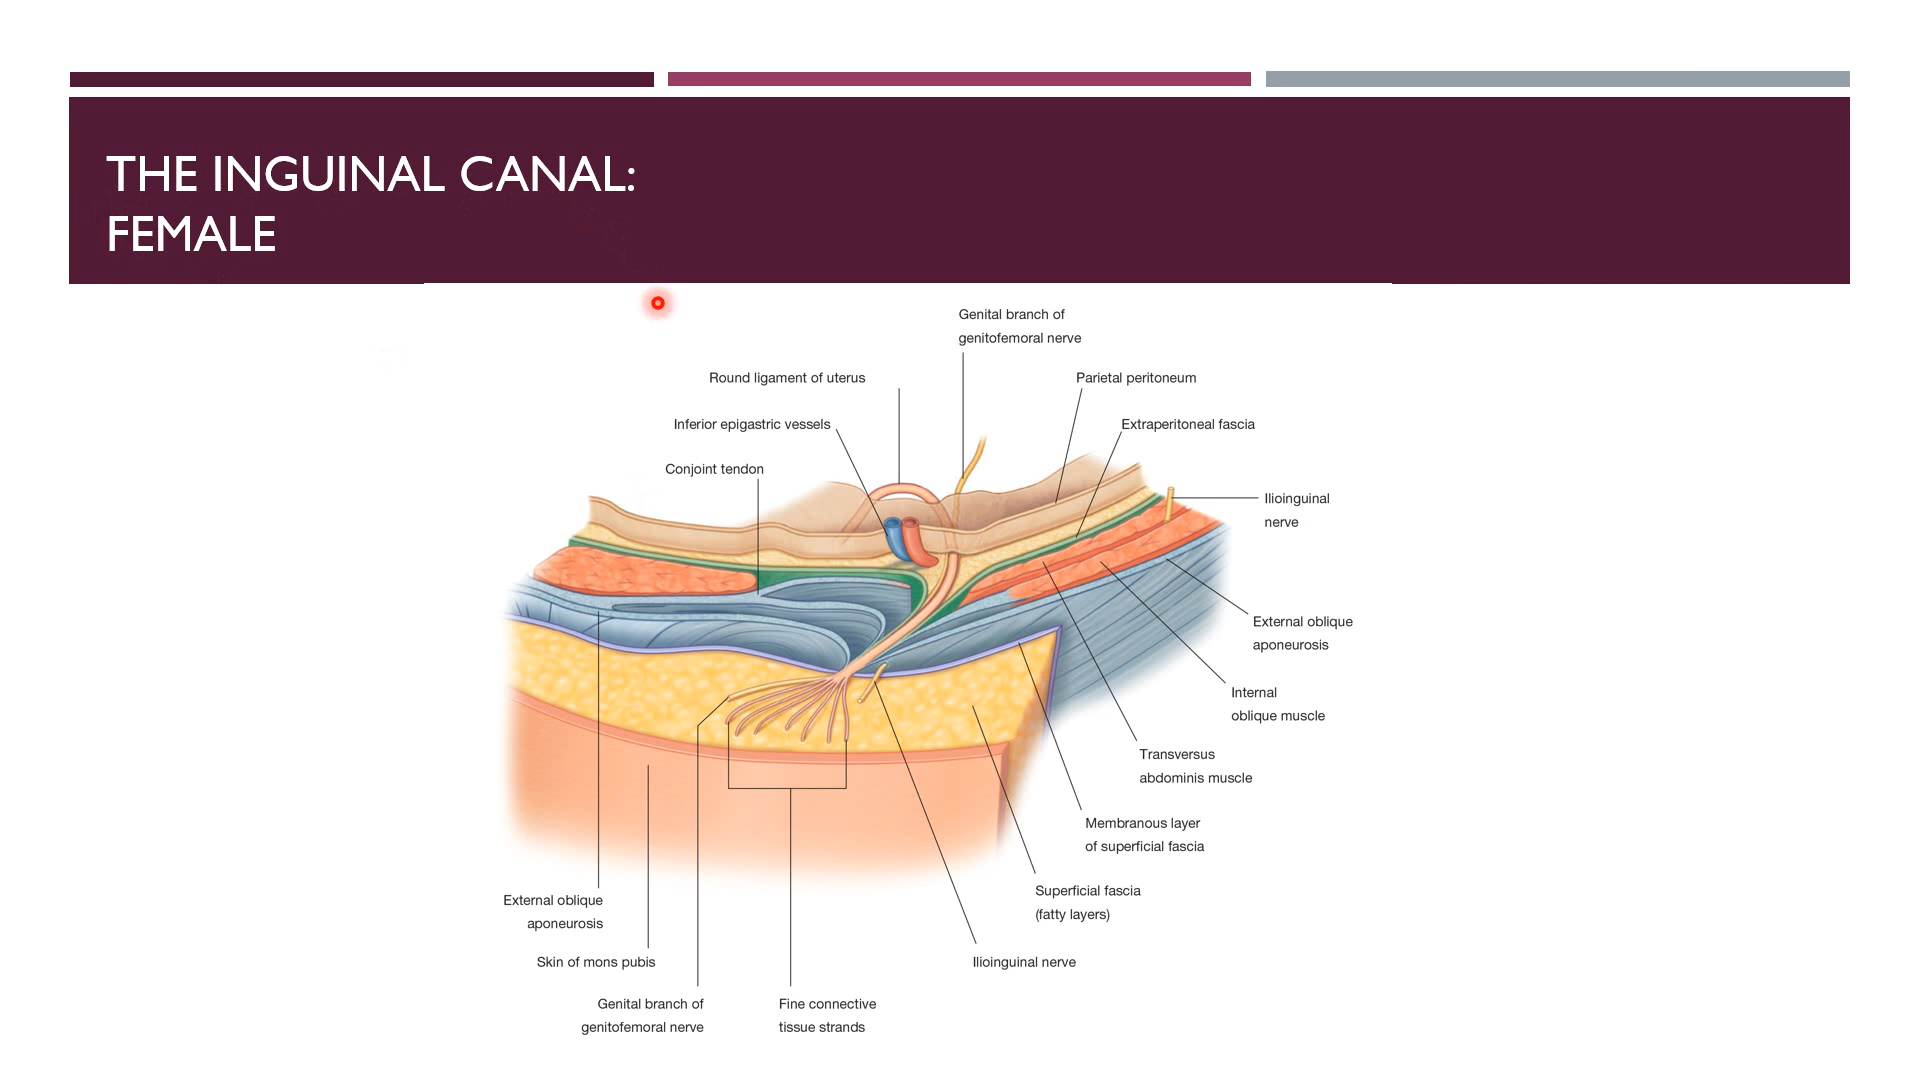 THE INGUINAL CANAL:
FEMALE
Genital branch of
genitofemoral nerve
Round ligament of uterus
Parietal peritoneum
Inferior epigastric vessels
Extraperitoneal fascia
Conjoint tendon
Ilioinguinal
nerve
External oblique
aponeurosis
Internal
oblique muscle
Transversus
abdominis muscle
Membranous layer
of superficial fascia
Superficial fascia
(fatty layers)
External oblique
aponeurosis
Skin of mons pubis
Ilioinguinal nerve
Genital branch of
genitofemoral nerve
Fine connective
tissue strands